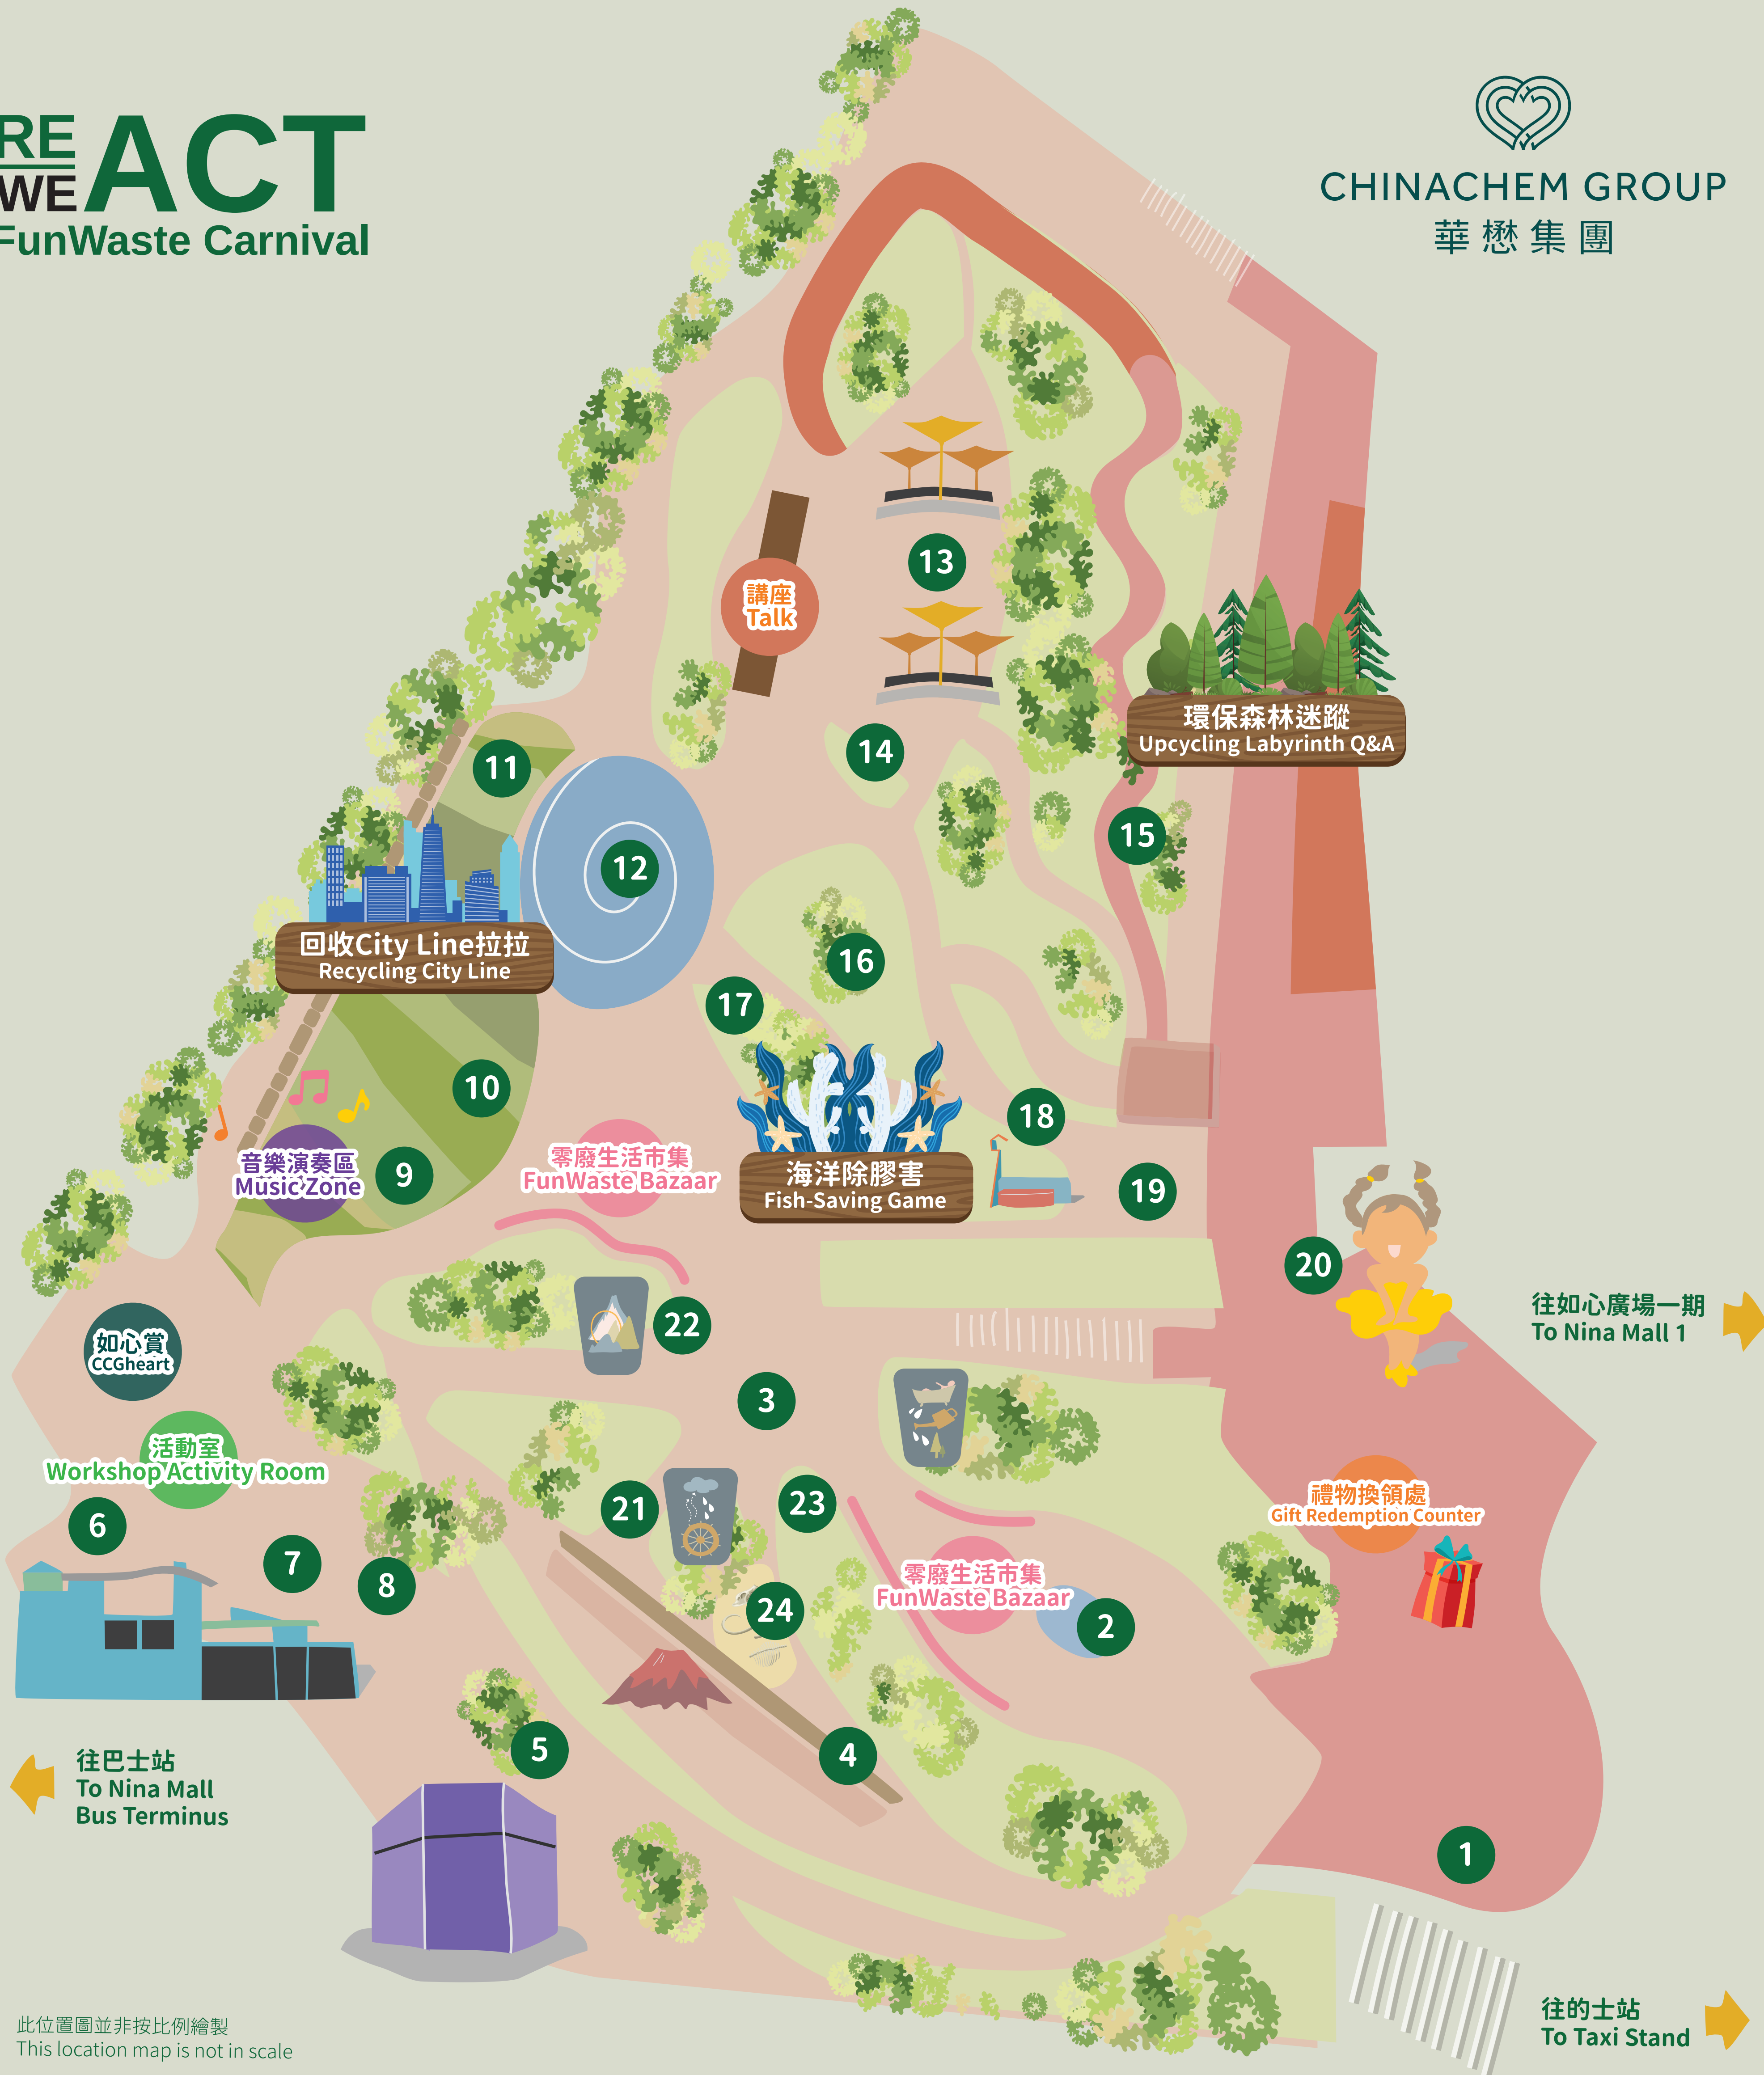 RE
WE ACT
FunWaste Carnival
CHINACHEM GROUP
華懋集團
13
講座
Talk
環保森林迷蹤
Upcycling Labyrinth Q&A
14
11
15
12
回收City Line拉拉
Recycling City Line
16
17
10
18
音樂演奏區
Music Zone
9
零廢生活市集
FunWaste Bazaar
海洋除膠害
Fish-Saving Game
19
20
往如心廣場一期
To Nina Mall 1
22
如心賞
CCGheart
3
活動室
Workshop Activity Room
6
7
8
21
23
24
零廢生活市集
FunWaste Bazaar
2
禮物換領處
Gift Redemption Counter
5
4
往巴士站
To Nina Mall
Bus Terminus
1
往的士站
To Taxi Stand
此位置圖並非按比例繪製
This location map is not in scale